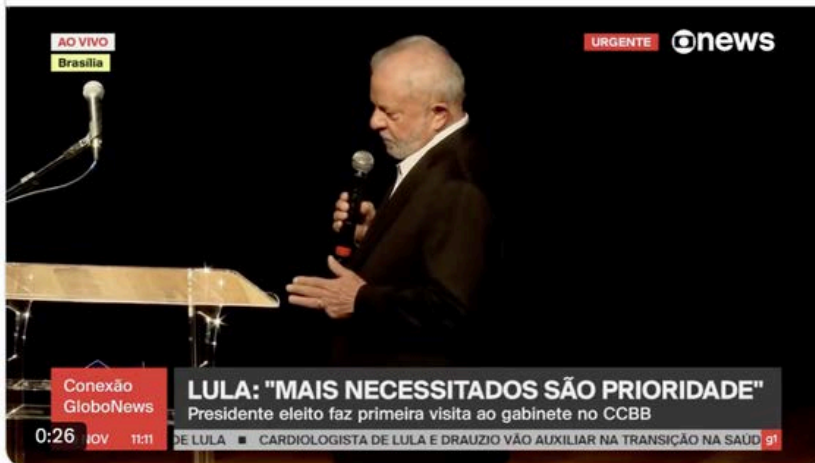 AO VIVO
Brasília
URGENTE news
Conexão
GloboNews
LULA: "MAIS NECESSITADOS SÃO PRIORIDADE"
Presidente eleito faz primeira visita ao gabinete no CCBB
0:26 NOV 11:11
DE LULA ■ CARDIOLOGISTA DE LULA E DRAUZIO VÃO AUXILIAR NA TRANSIÇÃO NA SAÚD g1